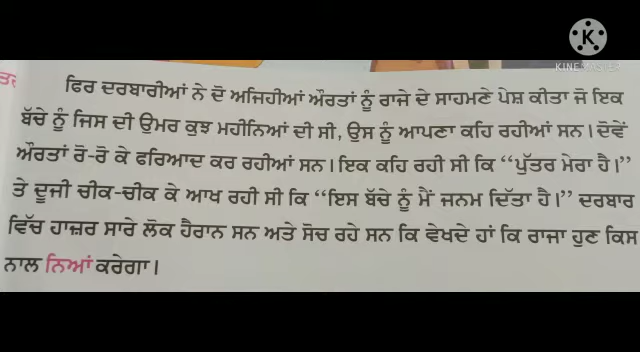 ਫਿਰ ਦਰਬਾਰੀਆਂ ਨੇ ਦੋ ਅਜਿਹੀਆਂ ਔਰਤਾਂ ਨੂੰ ਰਾਜੇ ਦੇ ਸਾਹਮਣੇ ਪੇਸ਼ ਕੀਤਾ ਜੋ ਇਕ
ਬੱਚੇ ਨੂੰ ਜਿਸ ਦੀ ਉਮਰ ਕੁਝ ਮਹੀਨਿਆਂ ਦੀ ਸੀ, ਉਸ ਨੂੰ ਆਪਣਾ ਕਹਿ ਰਹੀਆਂ ਸਨ। ਦੋਵੇਂ
ਔਰਤਾਂ ਰੋ-ਰੋ ਕੇ ਫਰਿਆਦ ਕਰ ਰਹੀਆਂ ਸਨ। ਇਕ ਕਹਿ ਰਹੀ ਸੀ ਕਿ “ਪੁੱਤਰ ਮੇਰਾ ਹੈ।”
ਤੇ ਦੂਜੀ ਚੀਕ-ਚੀਕ ਕੇ ਆਖ ਰਹੀ ਸੀ ਕਿ “ਇਸ ਬੱਚੇ ਨੂੰ ਮੈਂ ਜਨਮ ਦਿੱਤਾ ਹੈ।” ਦਰਬਾਰ
ਵਿੱਚ ਹਾਜ਼ਰ ਸਾਰੇ ਲੋਕ ਹੈਰਾਨ ਸਨ ਅਤੇ ਸੋਚ ਰਹੇ ਸਨ ਕਿ ਵੇਖਦੇ ਹਾਂ ਕਿ ਰਾਜਾ ਹੁਣ ਕਿਸ
ਨਾਲ ਨਿਆਂ ਕਰੇਗਾ।
KINEMASTER